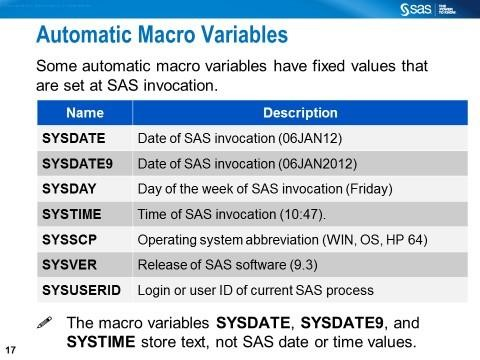 sas THE POWER TO KNOW.
Automatic Macro Variables
Some automatic macro variables have fixed values that
are set at SAS invocation.
Name Description
SYSDATE Date of SAS invocation (06JAN12)
SYSDATE9 Date of SAS invocation (06JAN2012)
SYSDAY Day of the week of SAS invocation (Friday)
SYSTIME Time of SAS invocation (10:47).
SYSSCP Operating system abbreviation (WIN, OS, HP 64)
SYSVER Release of SAS software (9.3)
SYSUSERID Login or user ID of current SAS process
The macro variables SYSDATE, SYSDATE9, and
SYSTIME store text, not SAS date or time values.
17